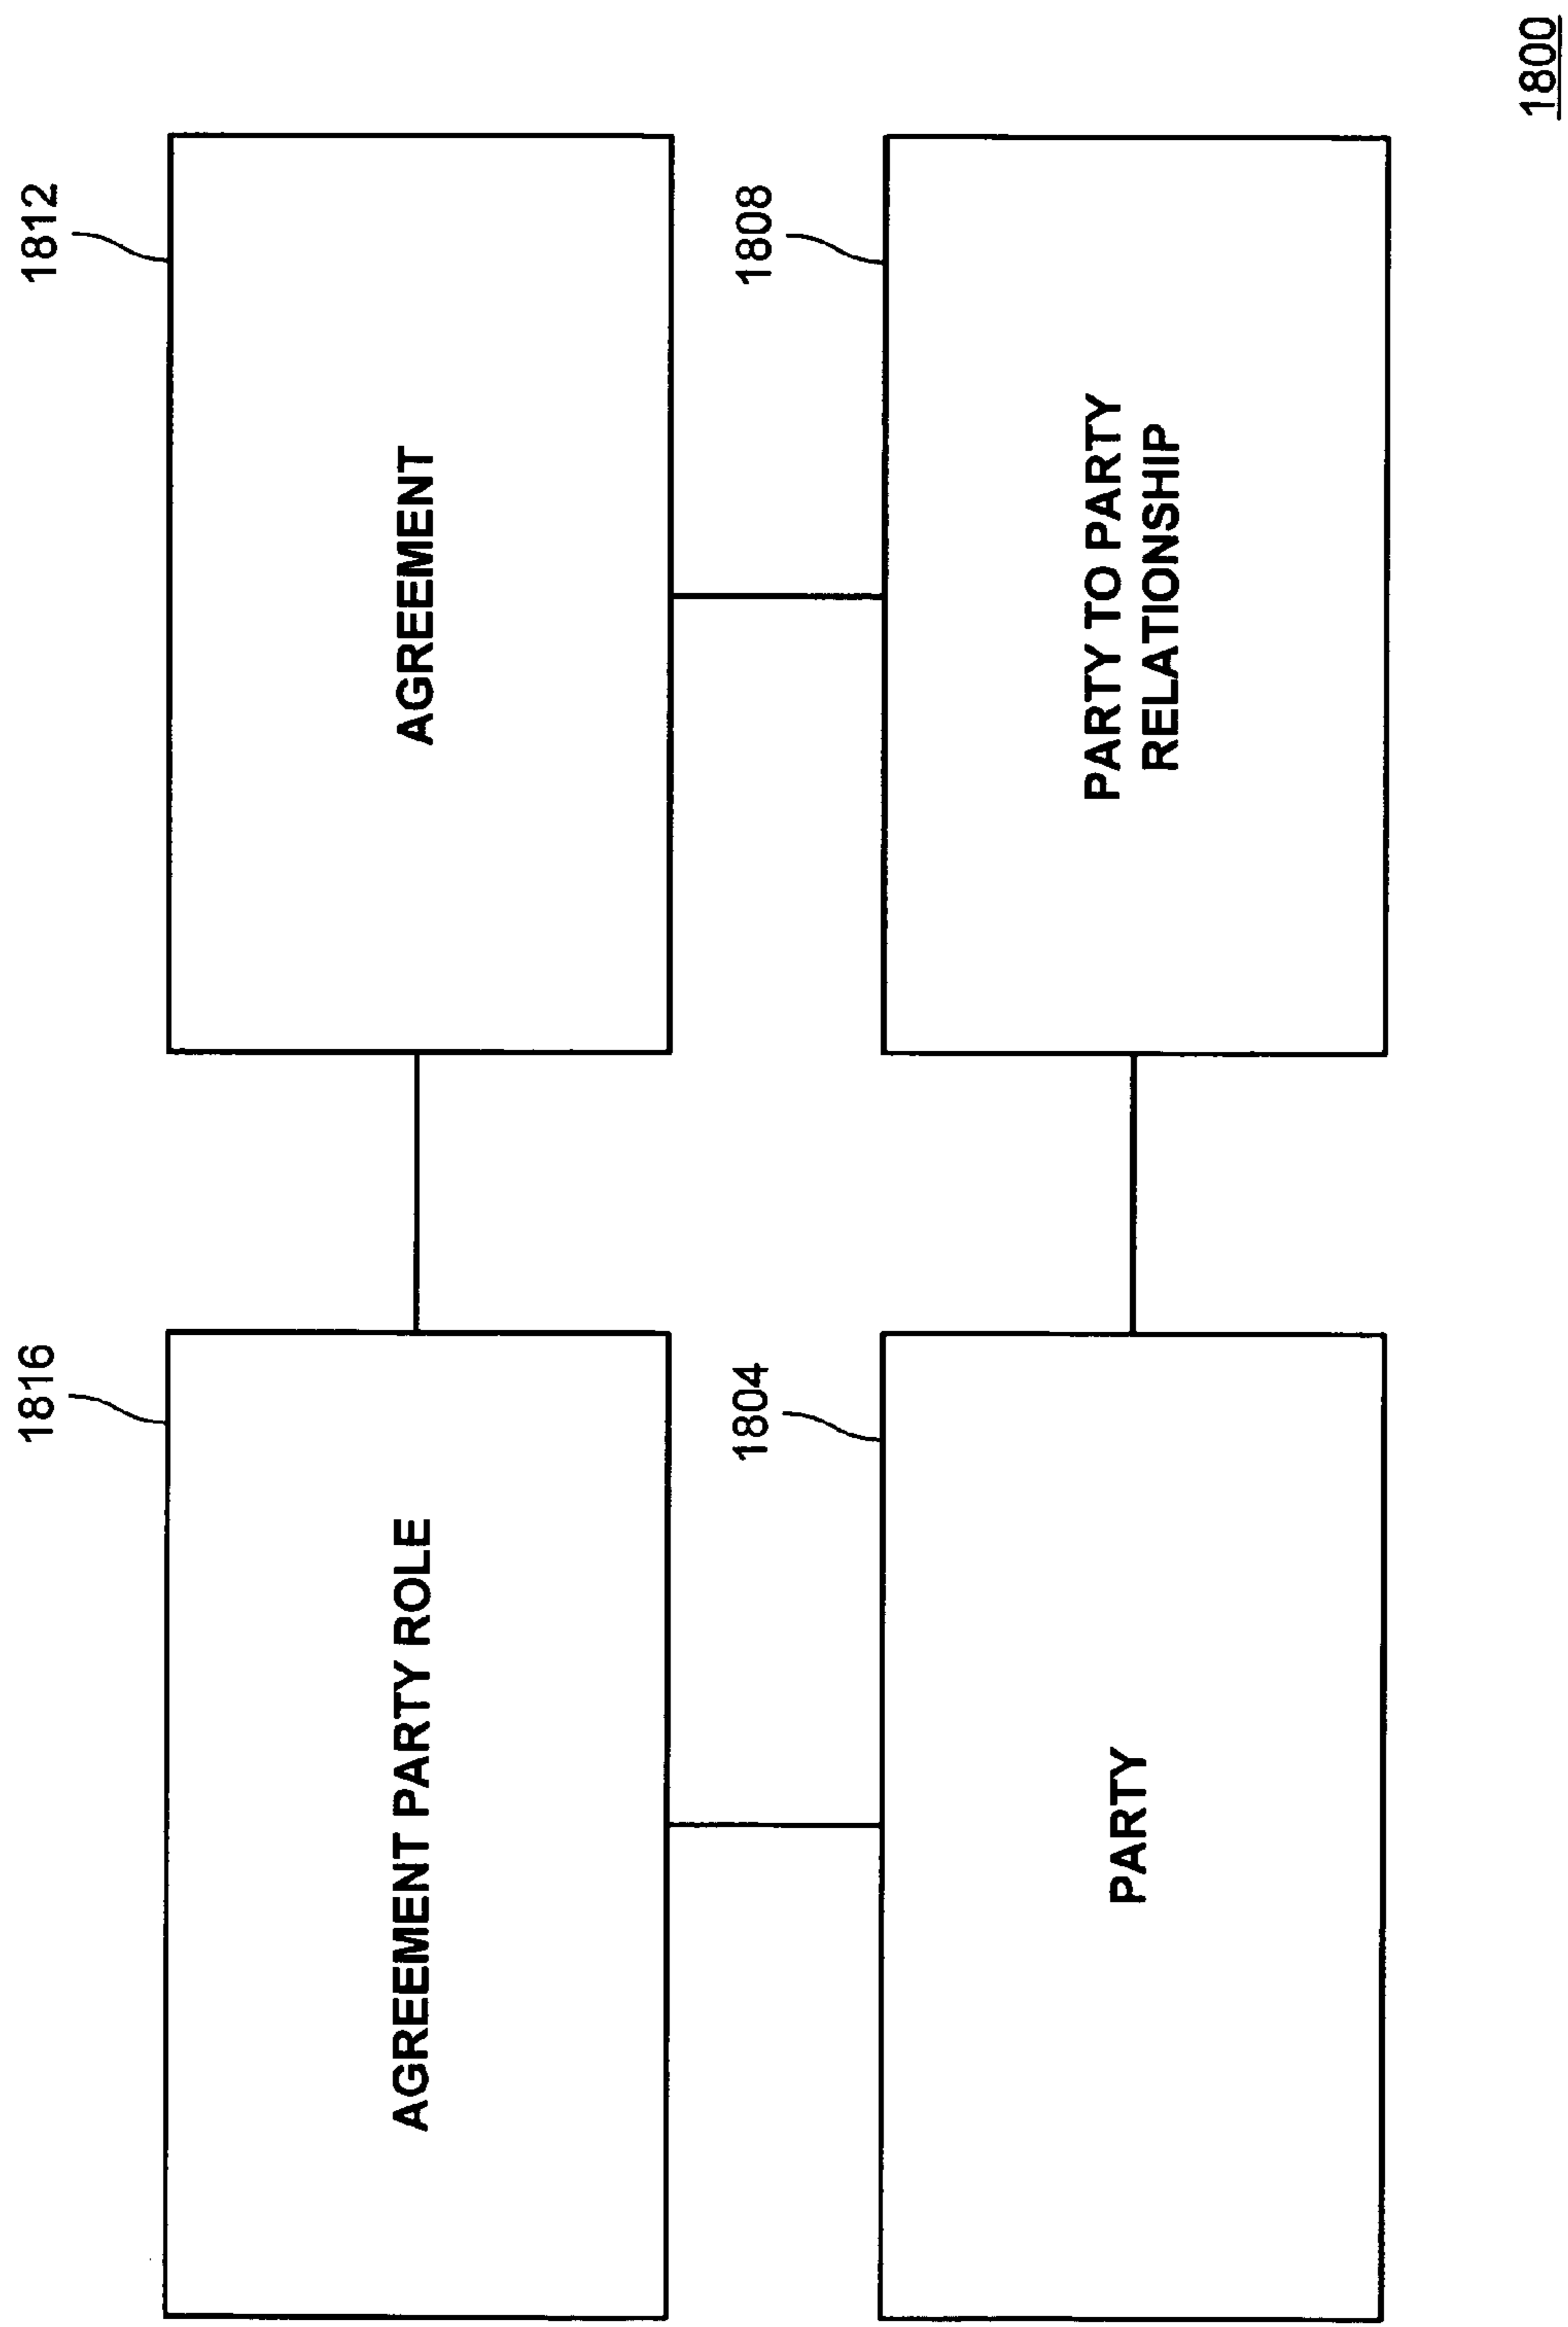 1816
AGREEMENT PARTY ROLE
1812
AGREEMENT
1804
PARTY
1808
PARTY TO PARTY
RELATIONSHIP
1800